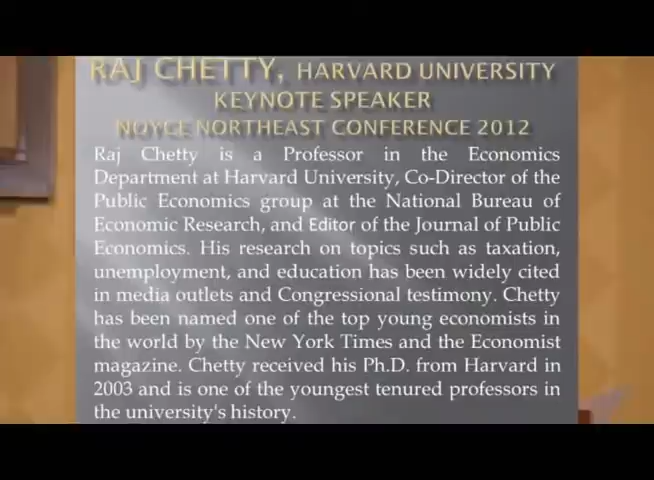 RAJ CHETTY, HARVARD UNIVERSITY
KEYNOTE SPEAKER
NOYCE NORTHEAST CONFERENCE 2012
Raj Chetty is a Professor in the Economics
Department at Harvard University, Co-Director of the
Public Economics group at the National Bureau of
Economic Research, and Editor of the Journal of Public
Economics. His research on topics such as taxation,
unemployment, and education has been widely cited
in media outlets and Congressional testimony. Chetty
has been named one of the top young economists in
the world by the New York Times and the Economist
magazine. Chetty received his Ph.D. from Harvard in
2003 and is one of the youngest tenured professors in
the university's history.